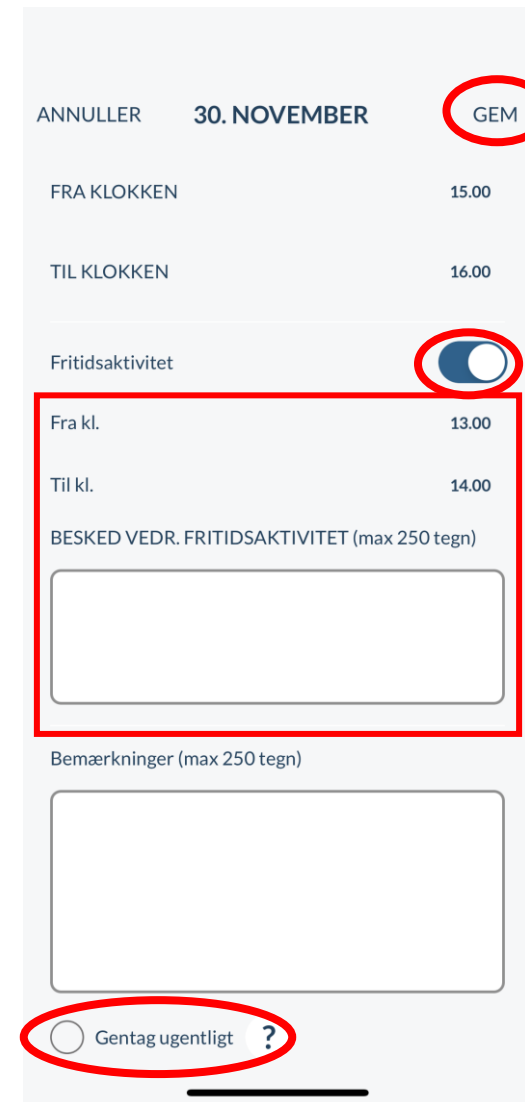 ANNULLER 30. NOVEMBER GEM
FRA KLOKKEN 15.00
TIL KLOKKEN 16.00
Fritidsaktivitet
Fra kl. 13.00
Til kl. 14.00
BESKED VEDR. FRITIDSAKTIVITET (max 250 tegn)
Bemærkninger (max 250 tegn)
Gentag ugentligt ?